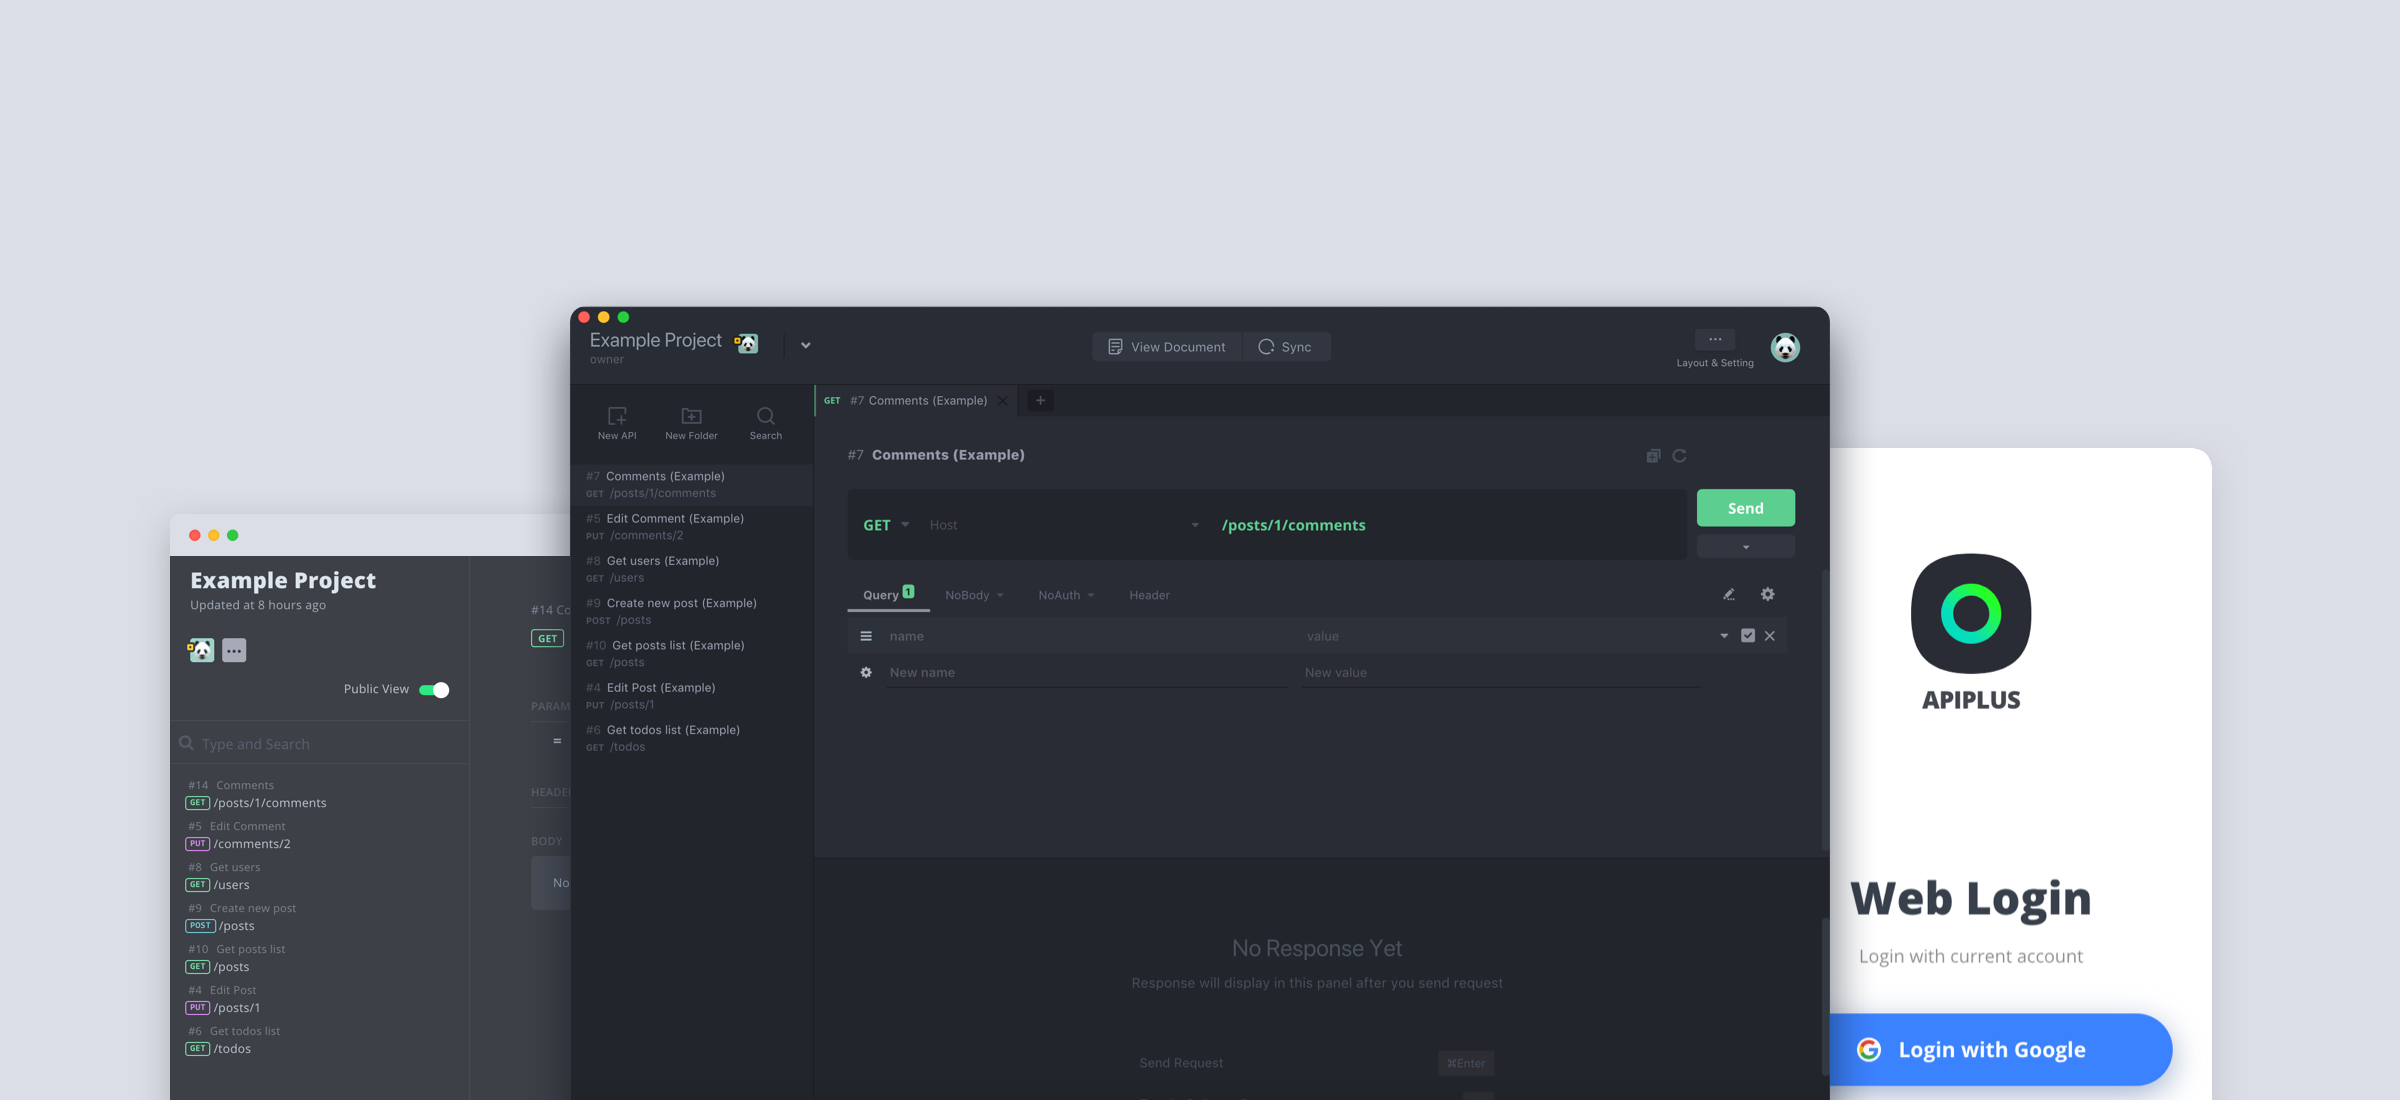 Example Project
Updated at 8 hours ago
Public View
Type and Search
#14 Comments
GET /posts/1/comments
#5 Edit Comment
PUT /comments/2
#8 Get users
GET /users
#9 Create new post
POST /posts
#10 Get posts list
GET /posts
#4 Edit Post
PUT /posts/1
#6 Get todos list
GET /todos
#14 Co
GET
PARAM
=
HEADE
BODY
No
Example Project
owner
View Document
Sync
Layout & Setting
New API
New Folder
Search
#7 Comments (Example)
GET /posts/1/comments
#5 Edit Comment (Example)
PUT /comments/2
#8 Get users (Example)
GET /users
#9 Create new post (Example)
POST /posts
#10 Get posts list (Example)
GET /posts
#4 Edit Post (Example)
PUT /posts/1
#6 Get todos list (Example)
GET /todos
GET #7 Comments (Example)
#7 Comments (Example)
GET Host /posts/1/comments
Send
Query 1 NoBody NoAuth Header
name value
New name New value
No Response Yet
Response will display in this panel after you send request
Send Request ⌘Enter
APIPLUS
Web Login
Login with current account
Login with Google